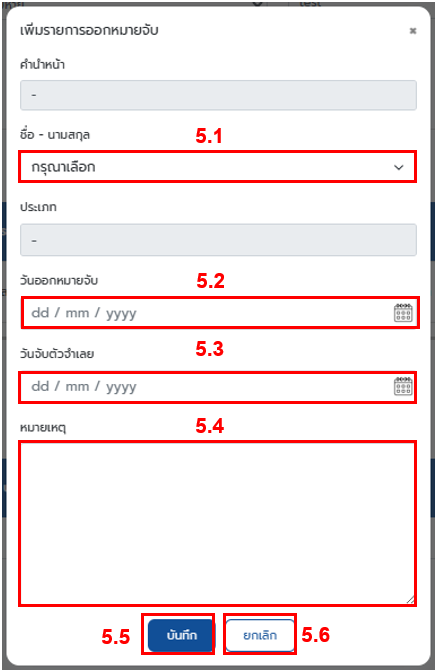 เพิ่มรายการออกหมายจับ ×
คำนำหน้า
-
ชื่อ - นามสกุล 5.1
กรุณาเลือก
ประเภท
-
วันออกหมายจับ 5.2
dd / mm / yyyy
วันจับตัวจำเลย 5.3
dd / mm / yyyy
หมายเหตุ 5.4
5.5 บันทึก ยกเลิก 5.6